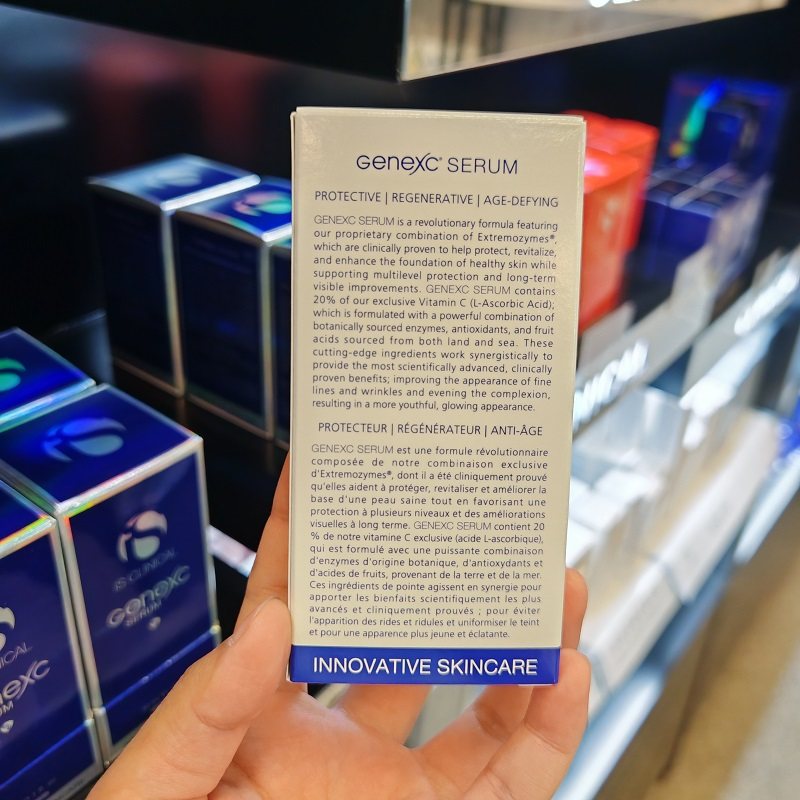 GENEXC® SERUM
PROTECTIVE | REGENERATIVE | AGE-DEFYING
GENEXC SERUM is a revolutionary formula featuring
our proprietary combination of Extremozymes®,
which are clinically proven to help protect, revitalize,
and enhance the foundation of healthy skin while
supporting multilevel protection and long-term
visible improvements. GENEXC SERUM contains
20% of our exclusive Vitamin C (L-Ascorbic Acid);
which is formulated with a powerful combination of
botanically sourced enzymes, antioxidants, and fruit
acids sourced from both land and sea. These
cutting-edge ingredients work synergistically to
provide the most scientifically advanced, clinically
proven benefits; improving the appearance of fine
lines and wrinkles and evening the complexion,
resulting in a more youthful, glowing appearance.
PROTECTEUR | RÉGÉNÉRATEUR | ANTI-ÂGE
GENEXC SERUM est une formule révolutionnaire
composée de notre combinaison exclusive
d'Extremozymes®, dont il a été cliniquement prouvé
qu'elles aident à protéger, revitaliser et améliorer la
base d'une peau saine tout en favorisant une
protection à plusieurs niveaux et des améliorations
visuelles à long terme. GENEXC SERUM contient 20
% de notre vitamine C exclusive (acide L-ascorbique),
qui est formulé avec une puissante combinaison
d'enzymes d'origine botanique, d'antioxydants et
d'acides de fruits, provenant de la terre et de la mer.
Ces ingrédients de pointe agissent en synergie pour
apporter les bienfaits scientifiquement les plus
avancés et cliniquement prouvés ; pour éviter
l'apparition des rides et ridules et uniformiser le teint
et pour une apparence plus jeune et éclatante.
INNOVATIVE SKINCARE
iS CLINICAL
GENEXC
SERUM
ICAL
nexc
UM